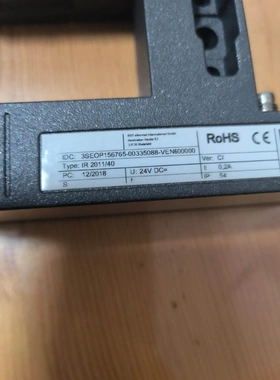 RoHS CE
IDC: 3SEOP156765-00335088-VEN600000
Type: IR 2011/40
Ver: CI
PC: 12/2018
U: 24V DC
I: 0,2A
S
f:
IP: 54